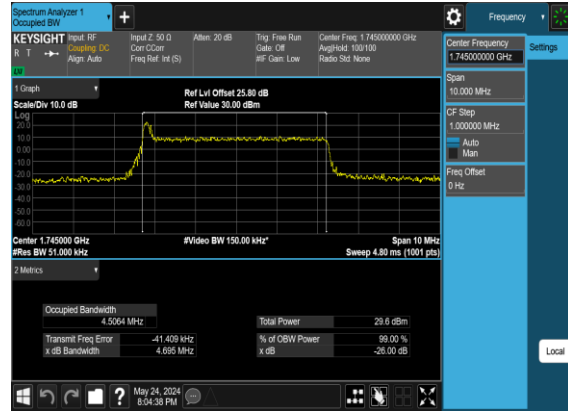 Spectrum Analyzer 1
Occupied BW
+
Frequency
KEYSIGHT
R T
LXI
Input: RF
Coupling: DC
Align: Auto
Input Z: 50 Ω
Corr CCorr
Freq Ref: Int (S)
Atten: 20 dB
Trig: Free Run
Gate: Off
#IF Gain: Low
Center Freq: 1.745000000 GHz
Avg|Hold: 100/100
Radio Std: None
Center Frequency
1.745000000 GHz
Settings
Span
10.000 MHz
CF Step
1.000000 MHz
Auto
Man
Freq Offset
0 Hz
Local
1 Graph
Scale/Div 10.0 dB
Ref Lvl Offset 25.80 dB
Ref Value 30.00 dBm
Log
20.0
10.0
0.00
-10.0
-20.0
-30.0
-40.0
-50.0
-60.0
Center 1.745000 GHz
#Res BW 51.000 kHz
#Video BW 150.00 kHz*
Span 10 MHz
Sweep 4.80 ms (1001 pts)
2 Metrics
Occupied Bandwidth
4.5064 MHz
Total Power 29.6 dBm
Transmit Freq Error -41.409 kHz
% of OBW Power 99.00 %
x dB Bandwidth 4.695 MHz
x dB -26.00 dB
?
May 24, 2024
8:04:38 PM